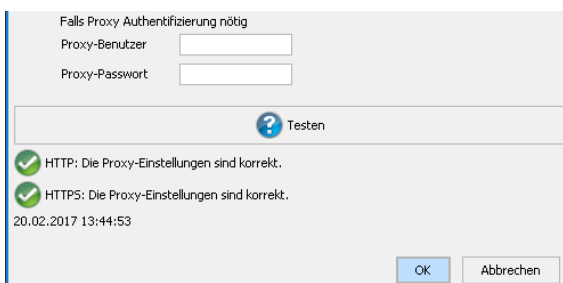 Falls Proxy Authentifizierung nötig
Proxy-Benutzer
Proxy-Passwort
Testen
HTTP: Die Proxy-Einstellungen sind korrekt.
HTTPS: Die Proxy-Einstellungen sind korrekt.
20.02.2017 13:44:53
OK Abbrechen